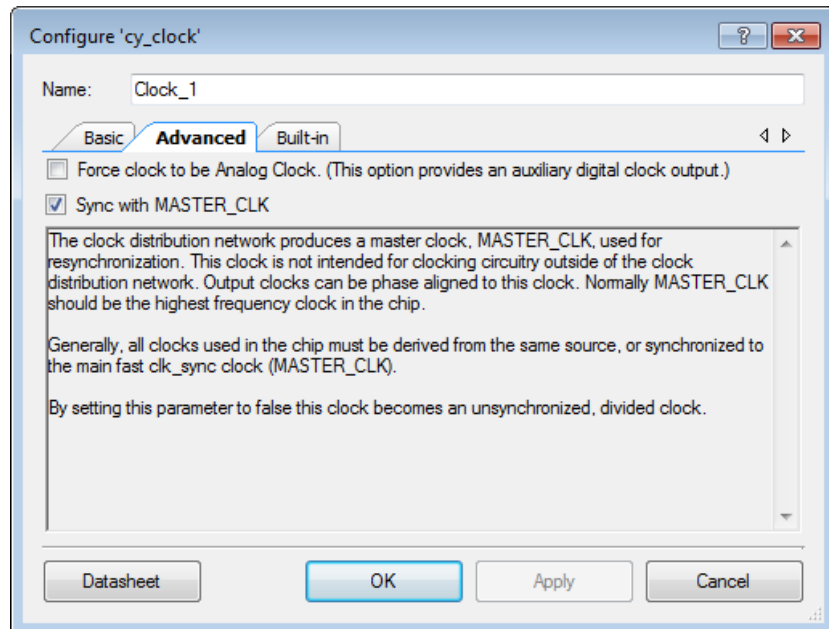 Configure 'cy_clock'
Name: Clock_1
Basic Advanced Built-in
Force clock to be Analog Clock. (This option provides an auxiliary digital clock output.)
Sync with MASTER_CLK
The clock distribution network produces a master clock, MASTER_CLK, used for
resynchronization. This clock is not intended for clocking circuitry outside of the clock
distribution network. Output clocks can be phase aligned to this clock. Normally MASTER_CLK
should be the highest frequency clock in the chip.
Generally, all clocks used in the chip must be derived from the same source, or synchronized to
the main fast clk_sync clock (MASTER_CLK).
By setting this parameter to false this clock becomes an unsynchronized, divided clock.
Datasheet OK Apply Cancel